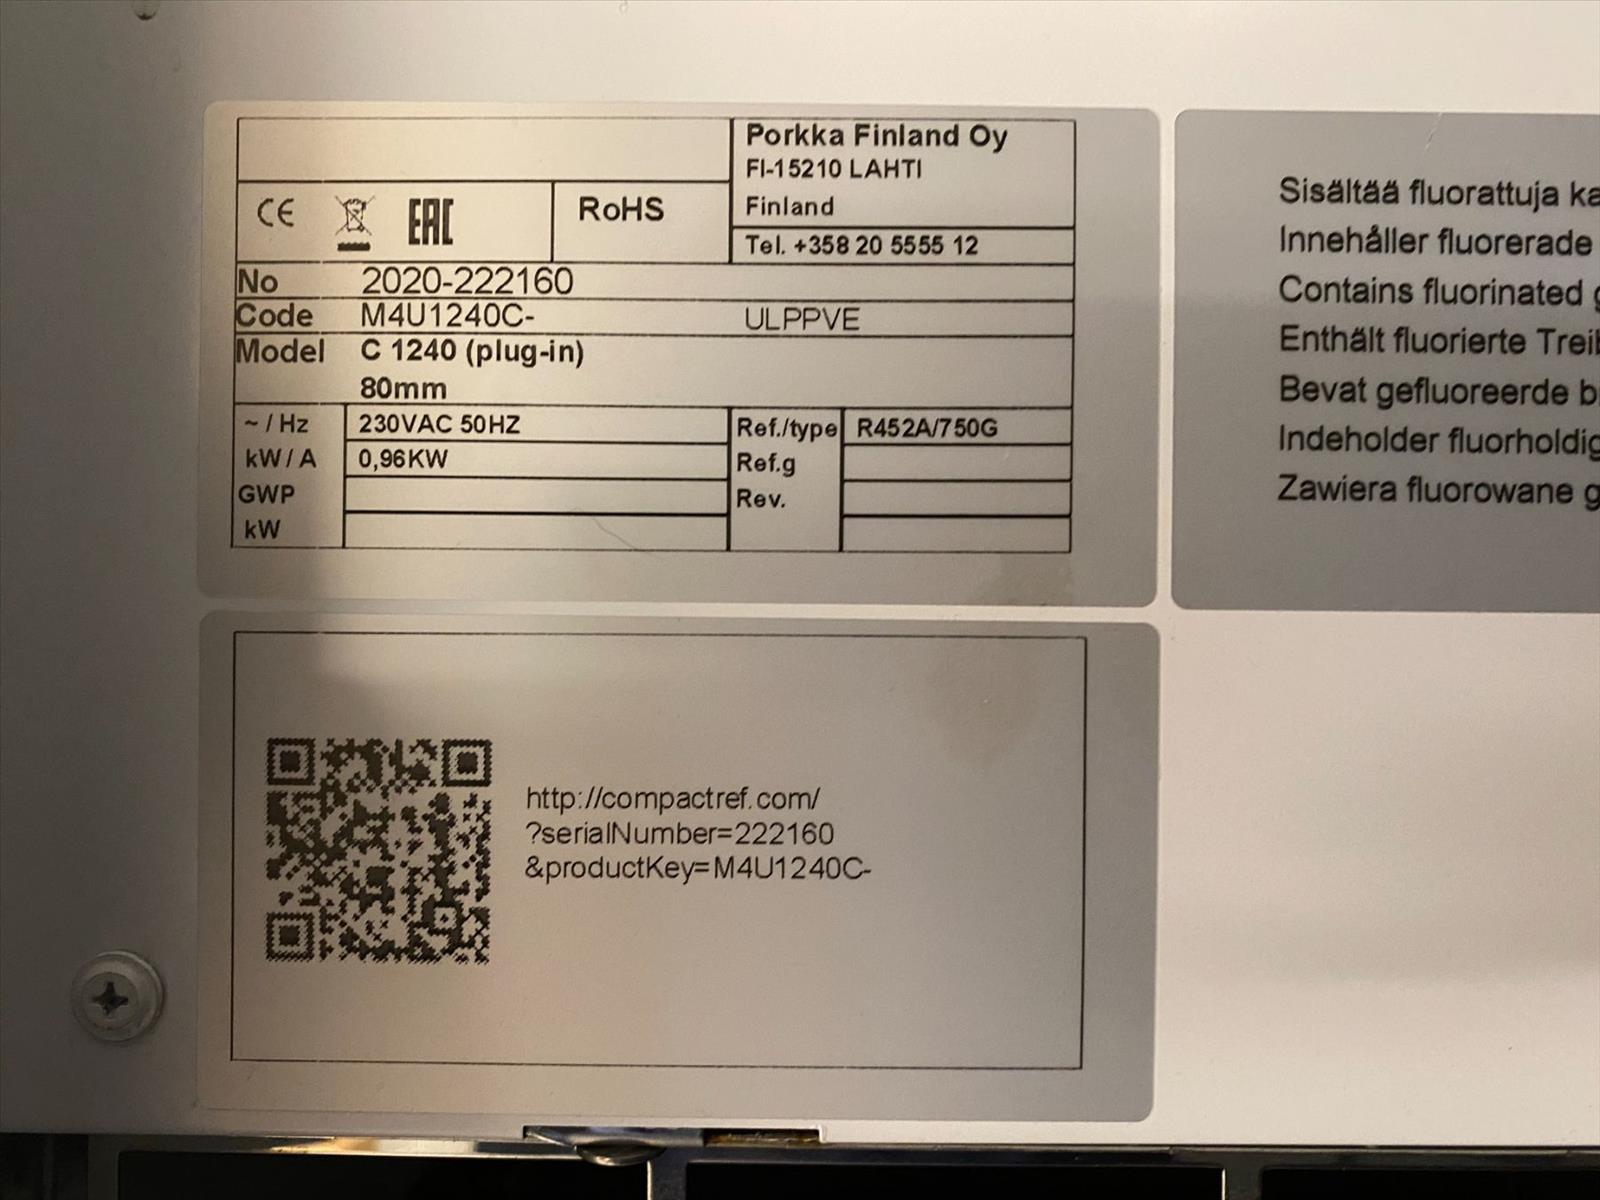 Porkka Finland Oy
FI-15210 LAHTI
Finland
CE EAC RoHS
Tel. +358 20 5555 12
No 2020-222160
Code M4U1240C- ULPPVE
Model C 1240 (plug-in)
80mm
~ / Hz 230VAC 50HZ Ref./type R452A/750G
kW / A 0,96KW Ref.g
GWP Rev.
kW
Sisältää fluorattuja
Innehåller fluorerade
Contains fluorinated
Enthält fluorierte
Bevat gefluoreerde
Indeholder
Zawiera fluorowane
http://compactref.com/
?serialNumber=222160
&productKey=M4U1240C-